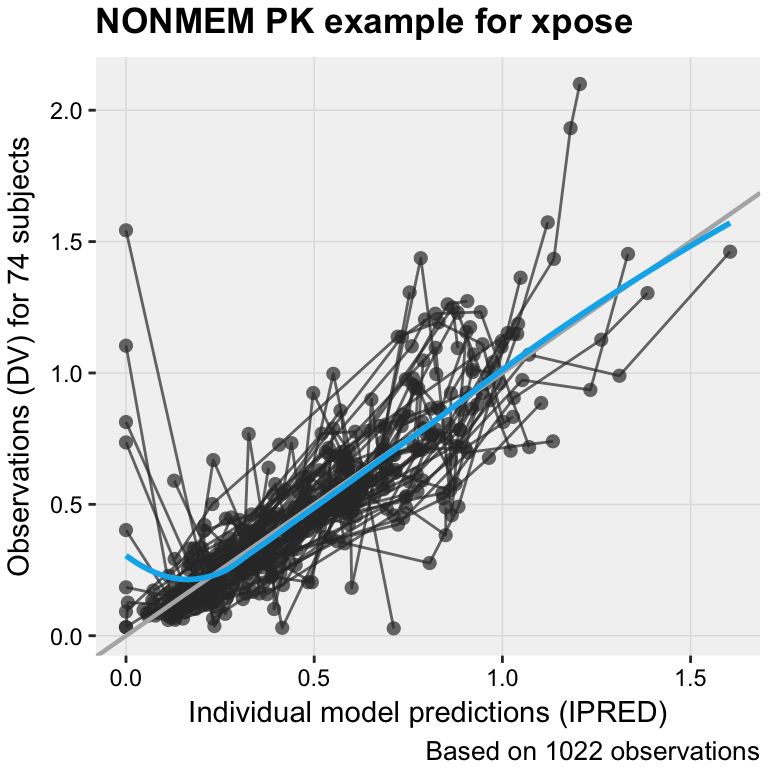 NONMEM PK example for xpose
Observations (DV) for 74 subjects
2.0
1.5
1.0
0.5
0.0
0.0 0.5 1.0 1.5
Individual model predictions (IPRED)
Based on 1022 observations